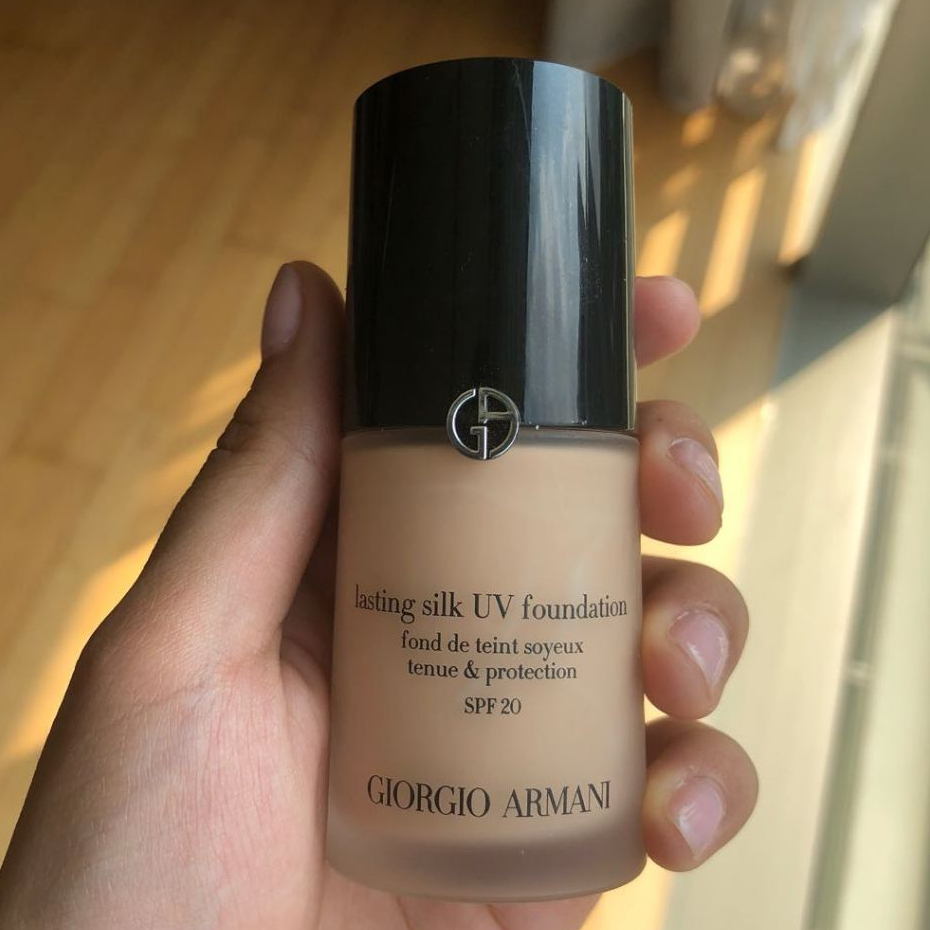 lasting silk UV foundation
fond de teint soyeux
tenue & protection
SPF 20
GIORGIO ARMANI